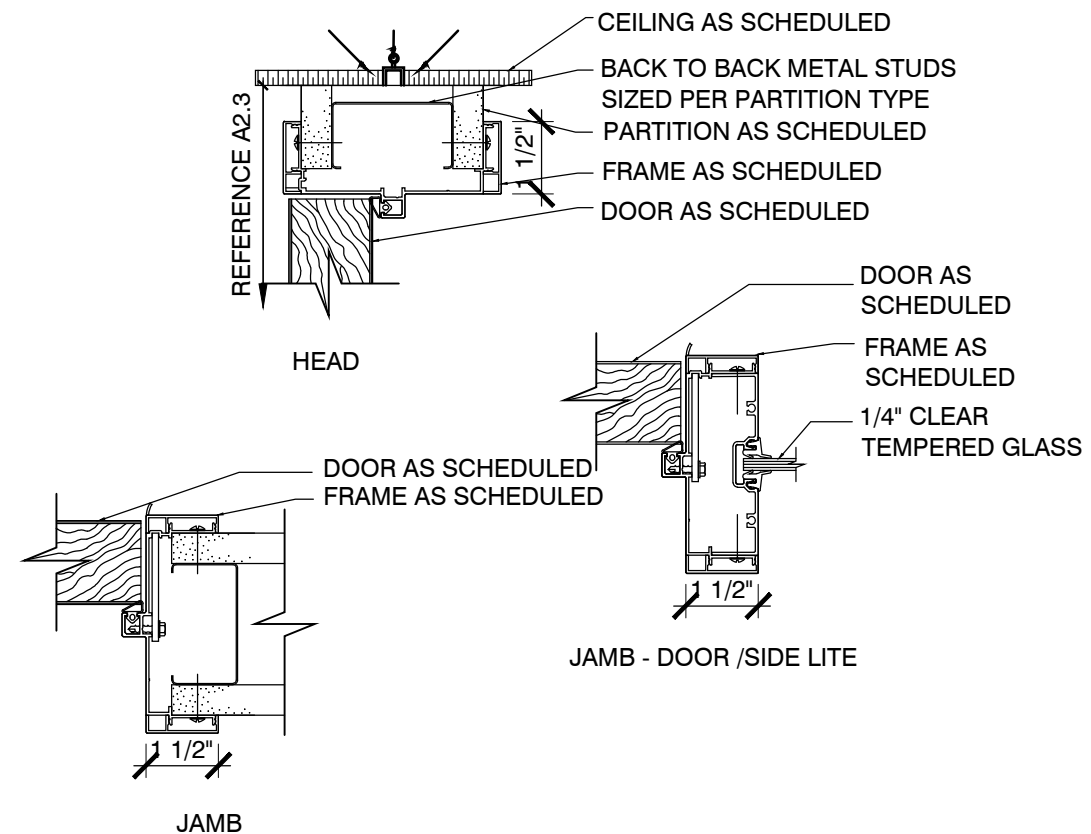 CEILING AS SCHEDULED
BACK TO BACK METAL STUDS
SIZED PER PARTITION TYPE
PARTITION AS SCHEDULED
1 1/2"
FRAME AS SCHEDULED
DOOR AS SCHEDULED
REFERENCE A2.3
HEAD
DOOR AS
SCHEDULED
FRAME AS
SCHEDULED
1/4" CLEAR
TEMPERED GLASS
1 1/2"
JAMB - DOOR /SIDE LITE
DOOR AS SCHEDULED
FRAME AS SCHEDULED
1 1/2"
JAMB